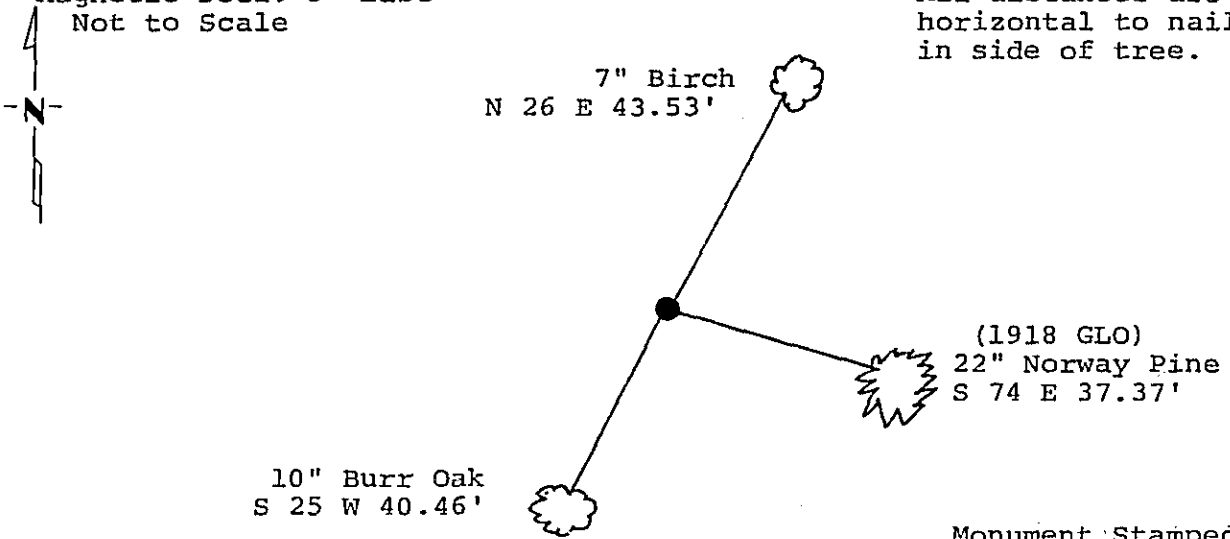 Not to Scale
horizontal to nail
in side of tree.
N
7" Birch
N 26 E 43.53'
(1918 GLO)
22" Norway Pine
S 74 E 37.37'
10" Burr Oak
S 25 W 40.46'
Monument Stamped